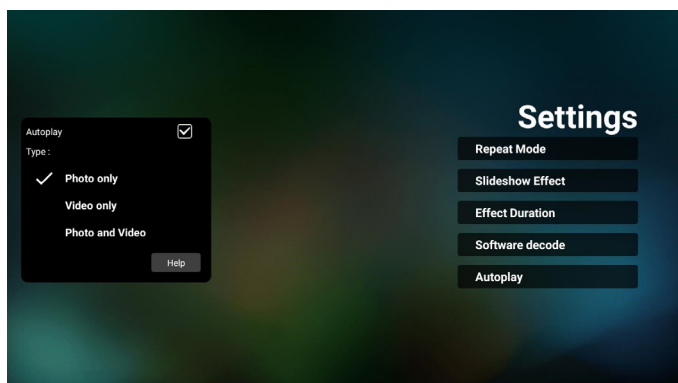 Settings
Autoplay
Type :
Photo only
Video only
Photo and Video
Help
Repeat Mode
Slideshow Effect
Effect Duration
Software decode
Autoplay